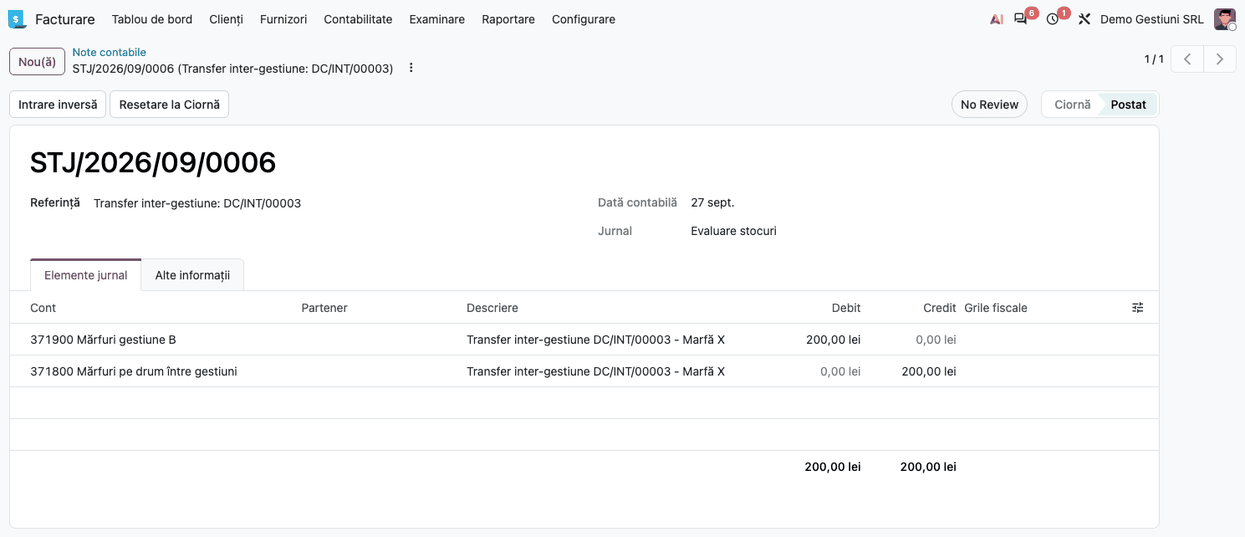 Facturare Tablou de bord Clienți Furnizori Contabilitate Examinare Raportare Configurare AI 6 1 Demo Gestiuni SRL
Nou(ă) Note contabile
STJ/2026/09/0006 (Transfer inter-gestiune: DC/INT/00003) 1 / 1
Intrare inversă Resetare la Ciornă No Review Ciornă Postat
STJ/2026/09/0006
Referință Transfer inter-gestiune: DC/INT/00003 Dată contabilă 27 sept.
Jurnal Evaluare stocuri
Elemente jurnal Alte informații
Cont Partener Descriere Debit Credit Grile fiscale
371900 Mărfuri gestiune B Transfer inter-gestiune DC/INT/00003 - Marfă X 200,00 lei 0,00 lei
371800 Mărfuri pe drum între gestiuni Transfer inter-gestiune DC/INT/00003 - Marfă X 0,00 lei 200,00 lei
200,00 lei 200,00 lei